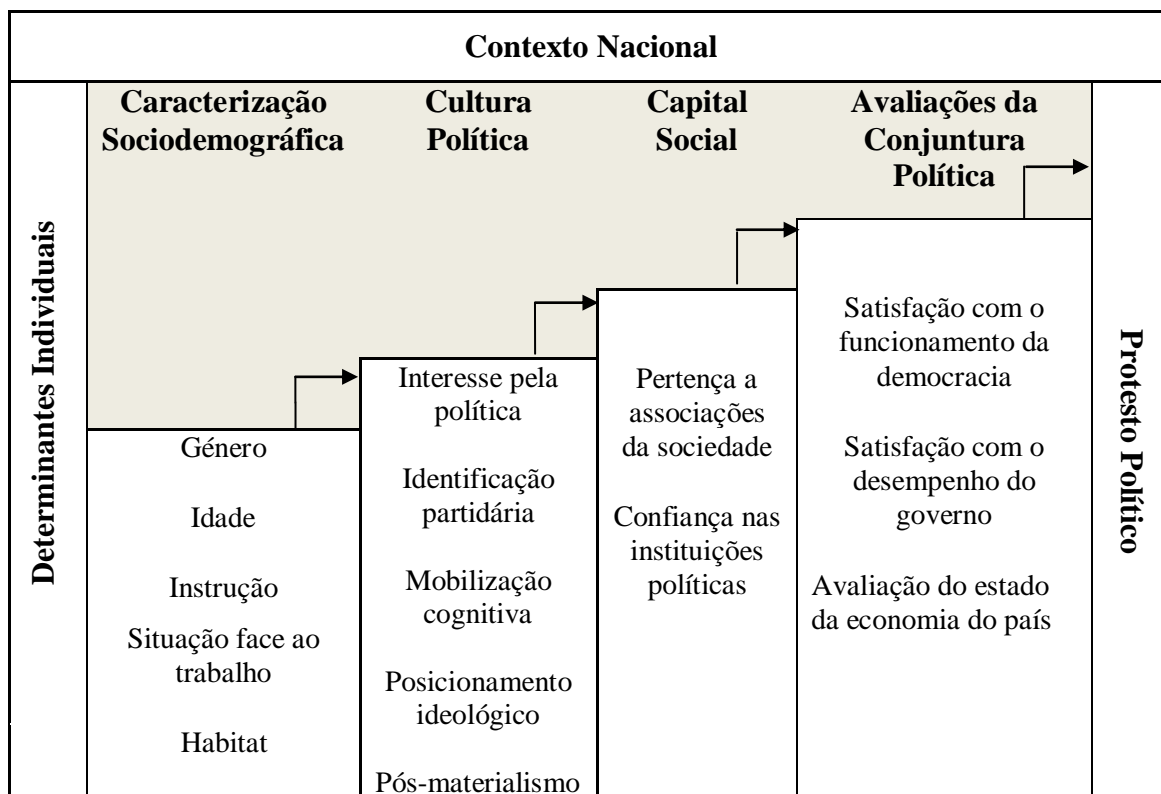 Contexto Nacional
Determinantes Individuais
Caracterização
Sociodemográfica
Género
Idade
Instrução
Situação face ao
trabalho
Habitat
Cultura
Política
Interesse pela
política
Identificação
partidária
Mobilização
cognitiva
Posicionamento
ideológico
Pós-materialismo
Capital
Social
Pertença a
associações
da sociedade
Confiança nas
instituições
políticas
Avaliações da
Conjuntura
Política
Satisfação com o
funcionamento da
democracia
Satisfação com o
desempenho do
governo
Avaliação do estado
da economia do país
Protesto Político